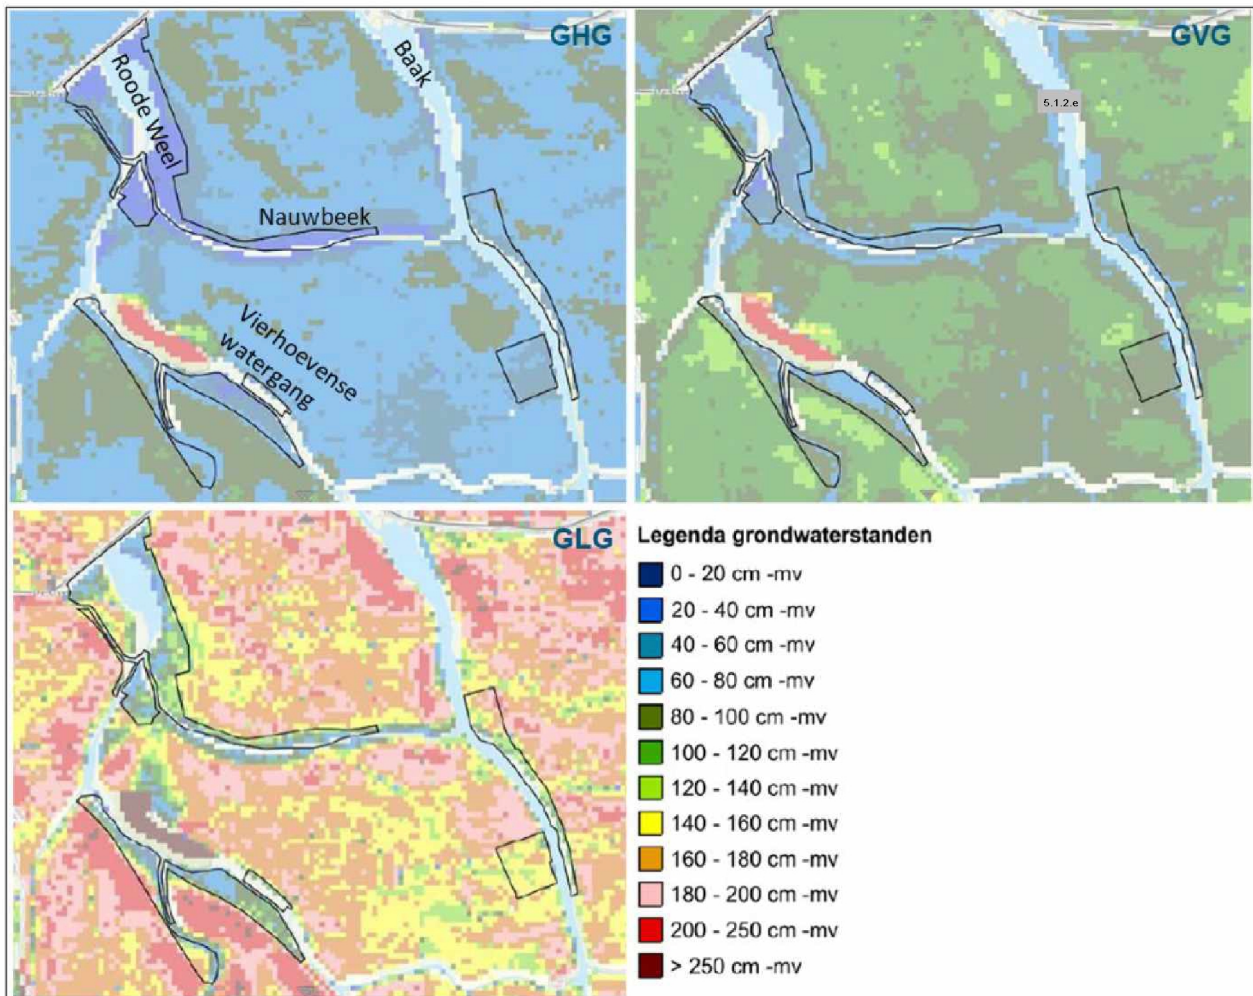 GHG
Roode Weel
Baak
Nauwbeek
Vierhoevense
watergang
GVG
5.1.2.e
GLG
Legenda grondwaterstanden
0 - 20 cm -mv
20 - 40 cm -mv
40 - 60 cm -mv
60 - 80 cm -mv
80 - 100 cm -mv
100 - 120 cm -mv
120 - 140 cm -mv
140 - 160 cm -mv
160 - 180 cm -mv
180 - 200 cm -mv
200 - 250 cm -mv
> 250 cm -mv